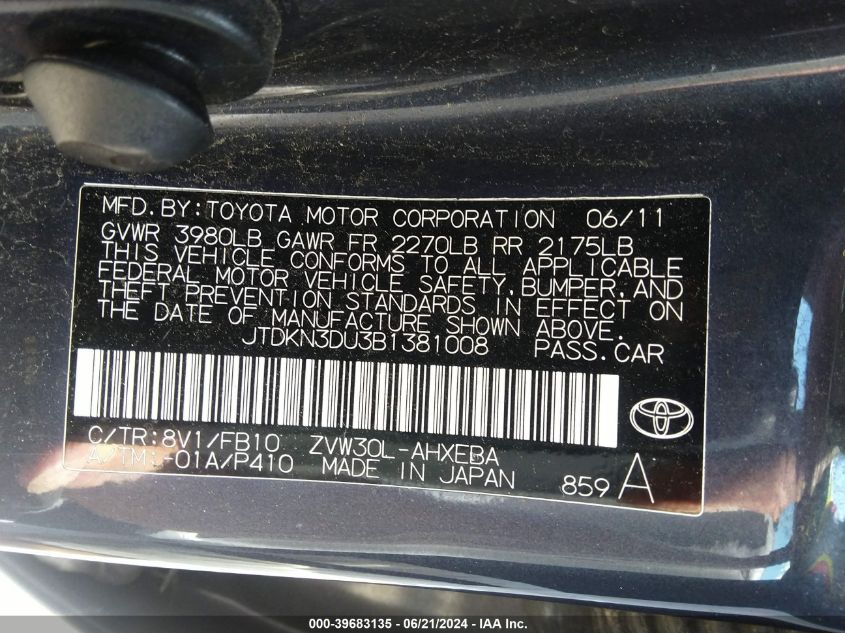 MFD.BY:TOYOTA MOTOR CORPORATION 06/11
GVWR 3980LB GAWR FR 2270LB RR 2175LB
THIS VEHICLE CONFORMS TO ALL APPLICABLE
FEDERAL MOTOR VEHICLE SAFETY,BUMPER,AND
THEFT PREVENTION STANDARDS IN EFFECT ON
THE DATE OF MANUFACTURE SHOWN ABOVE.
JTDKN3DU3B1381008 PASS.CAR
C/TR:8V1/FB10 ZVW30L-AHXEBA
A/TM:-01A/P410 MADE IN JAPAN
859 A
000-39683135 - 06/21/2024 - IAA Inc.